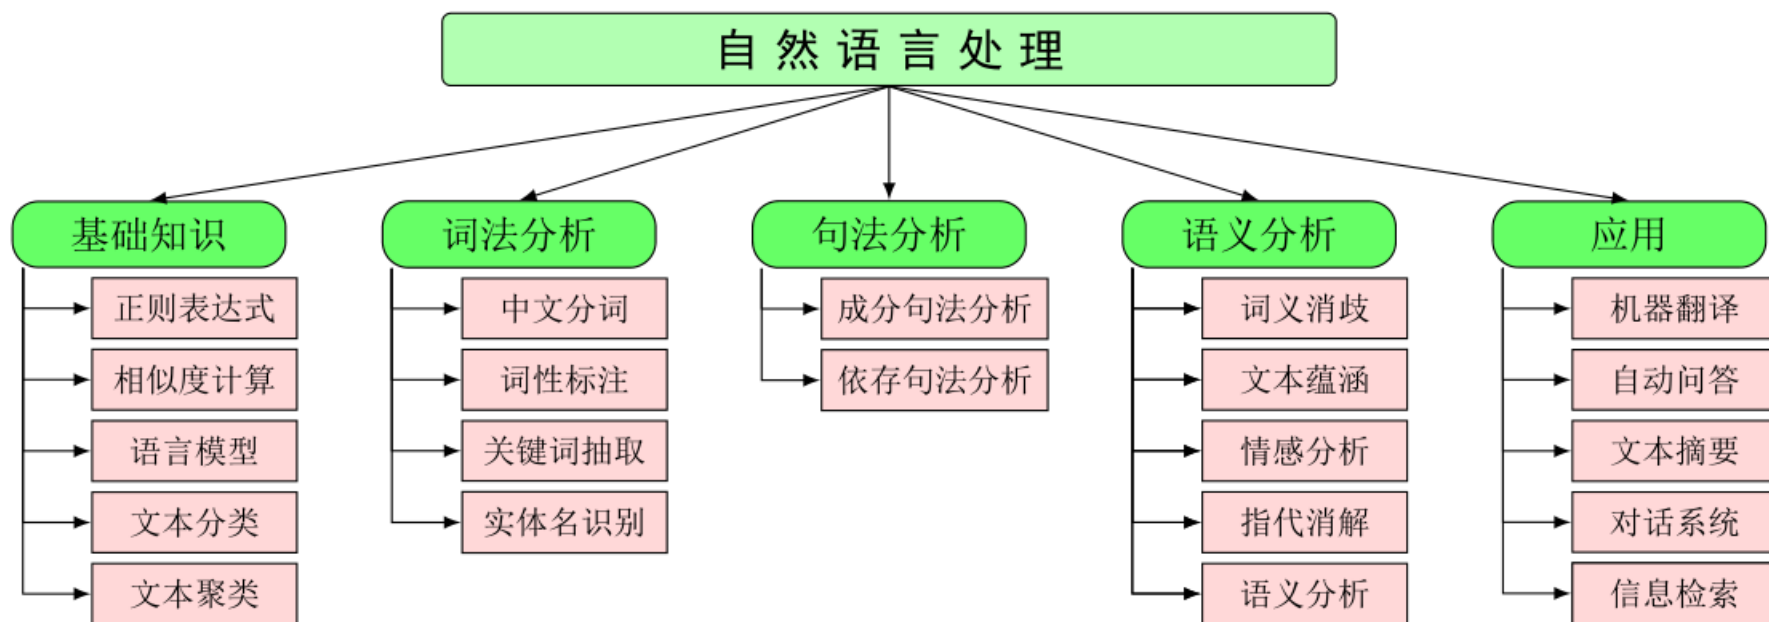 自然语言处理
基础知识
正则表达式
相似度计算
语言模型
文本分类
文本聚类
词法分析
中文分词
词性标注
关键词抽取
实体名识别
句法分析
成分句法分析
依存句法分析
语义分析
词义消歧
文本蕴涵
情感分析
指代消解
语义分析
应用
机器翻译
自动问答
文本摘要
对话系统
信息检索